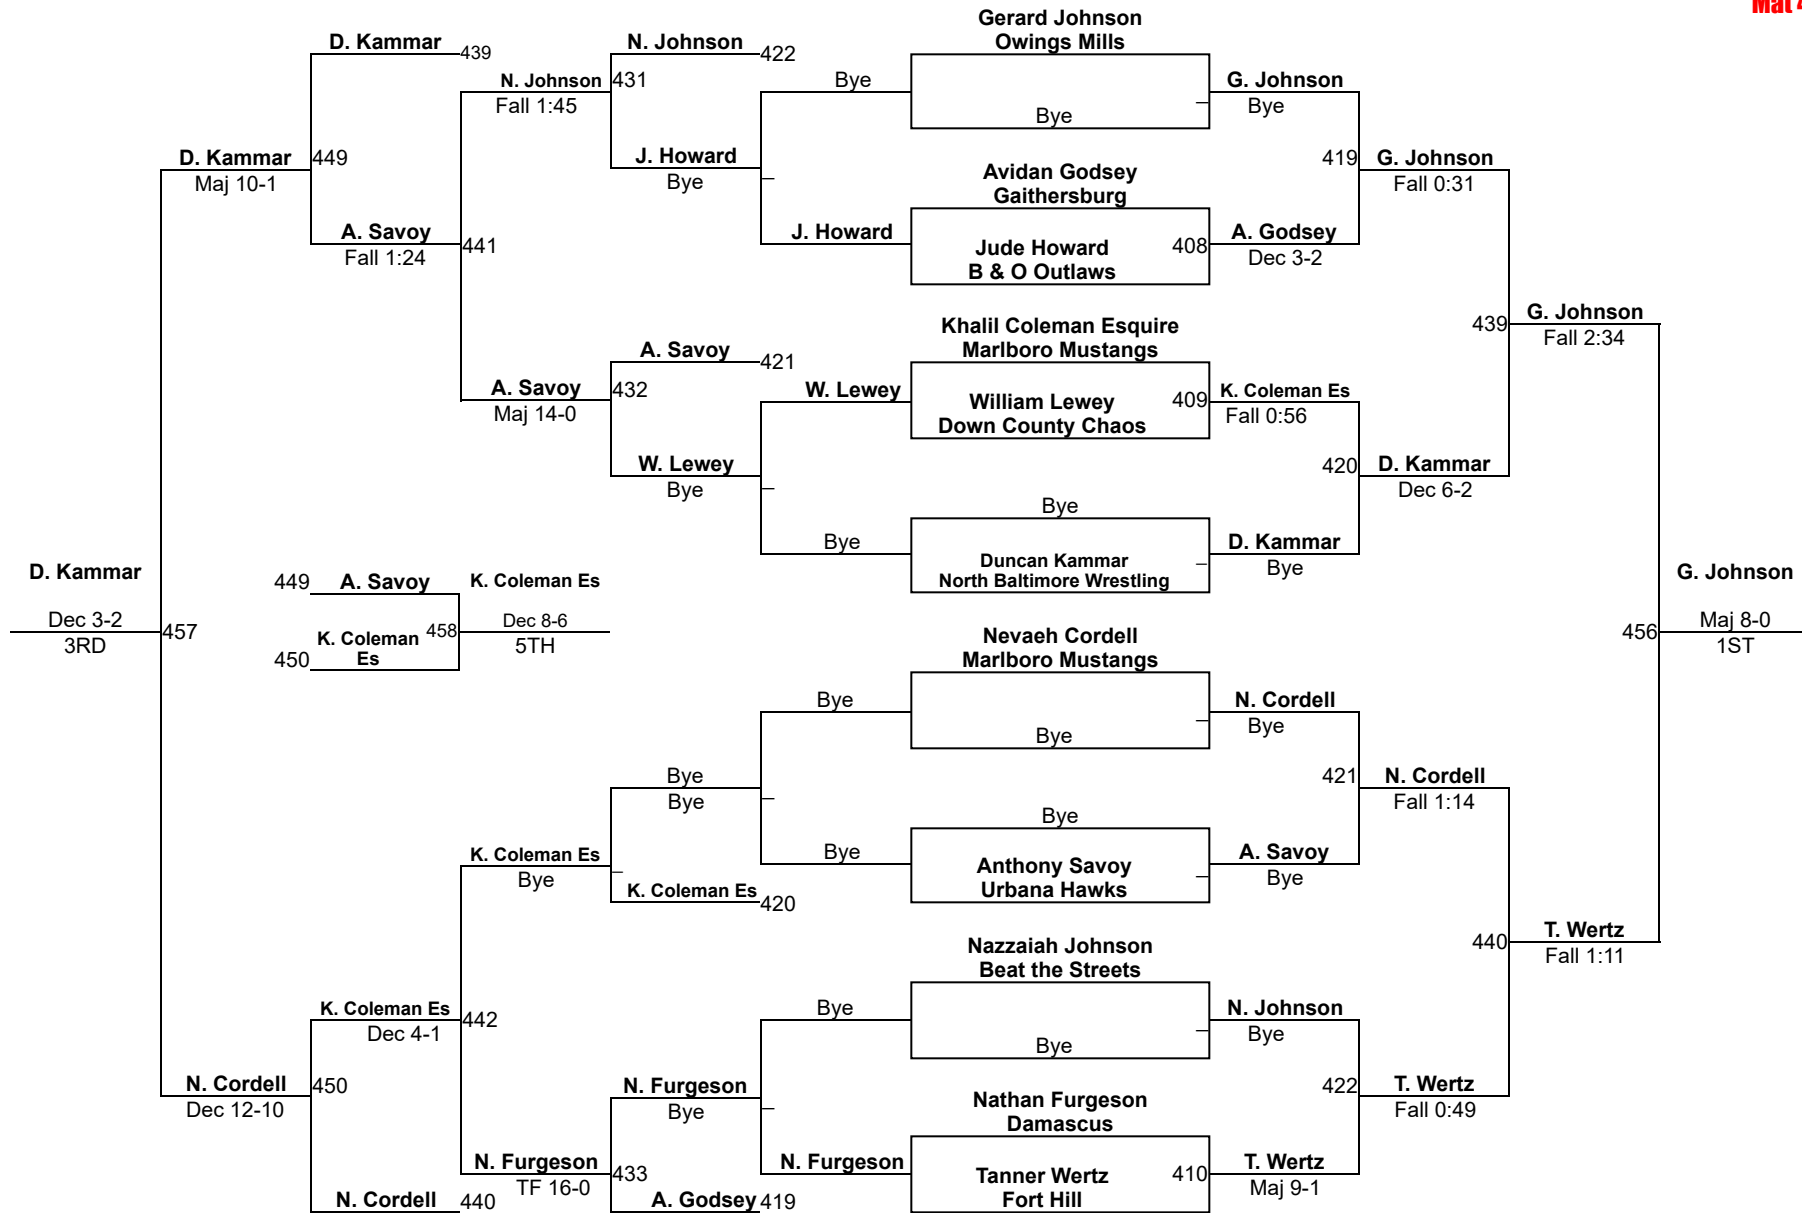 Mat 4
Gerard Johnson
Owings Mills
D. Kammar
439
N. Johnson
422
N. Johnson
431
Fall 1:45
Bye
G. Johnson
Bye
Bye
D. Kammar
449
Maj 10-1
J. Howard
Bye
Avidan Godsey
Gaithersburg
419
G. Johnson
Fall 0:31
A. Savoy
Fall 1:24
441
J. Howard
Jude Howard
B & O Outlaws
408
A. Godsey
Dec 3-2
Khalil Coleman Esquire
Marlboro Mustangs
439
G. Johnson
Fall 2:34
A. Savoy
421
A. Savoy
432
Maj 14-0
W. Lewey
William Lewey
Down County Chaos
409
K. Coleman Es
Fall 0:56
W. Lewey
Bye
420
D. Kammar
Dec 6-2
Bye
Bye
Duncan Kammar
North Baltimore Wrestling
D. Kammar
Bye
D. Kammar
Dec 3-2
3RD
457
449
A. Savoy
K. Coleman
Es
450
458
K. Coleman Es
Dec 8-6
5TH
G. Johnson
456
Maj 8-0
1ST
Nevaeh Cordell
Marlboro Mustangs
Bye
Bye
N. Cordell
Bye
Bye
Bye
421
N. Cordell
Fall 1:14
Bye
Bye
Anthony Savoy
Urbana Hawks
A. Savoy
Bye
K. Coleman Es
Bye
K. Coleman Es
420
Nazzaiah Johnson
Beat the Streets
440
T. Wertz
Fall 1:11
K. Coleman Es
Dec 4-1
442
Bye
Bye
N. Johnson
Bye
N. Cordell
Dec 12-10
450
N. Furgeson
Bye
Nathan Furgeson
Damascus
422
T. Wertz
Fall 0:49
N. Furgeson
TF 16-0
433
N. Furgeson
Tanner Wertz
Fort Hill
410
T. Wertz
Maj 9-1
N. Cordell
440
A. Godsey
419